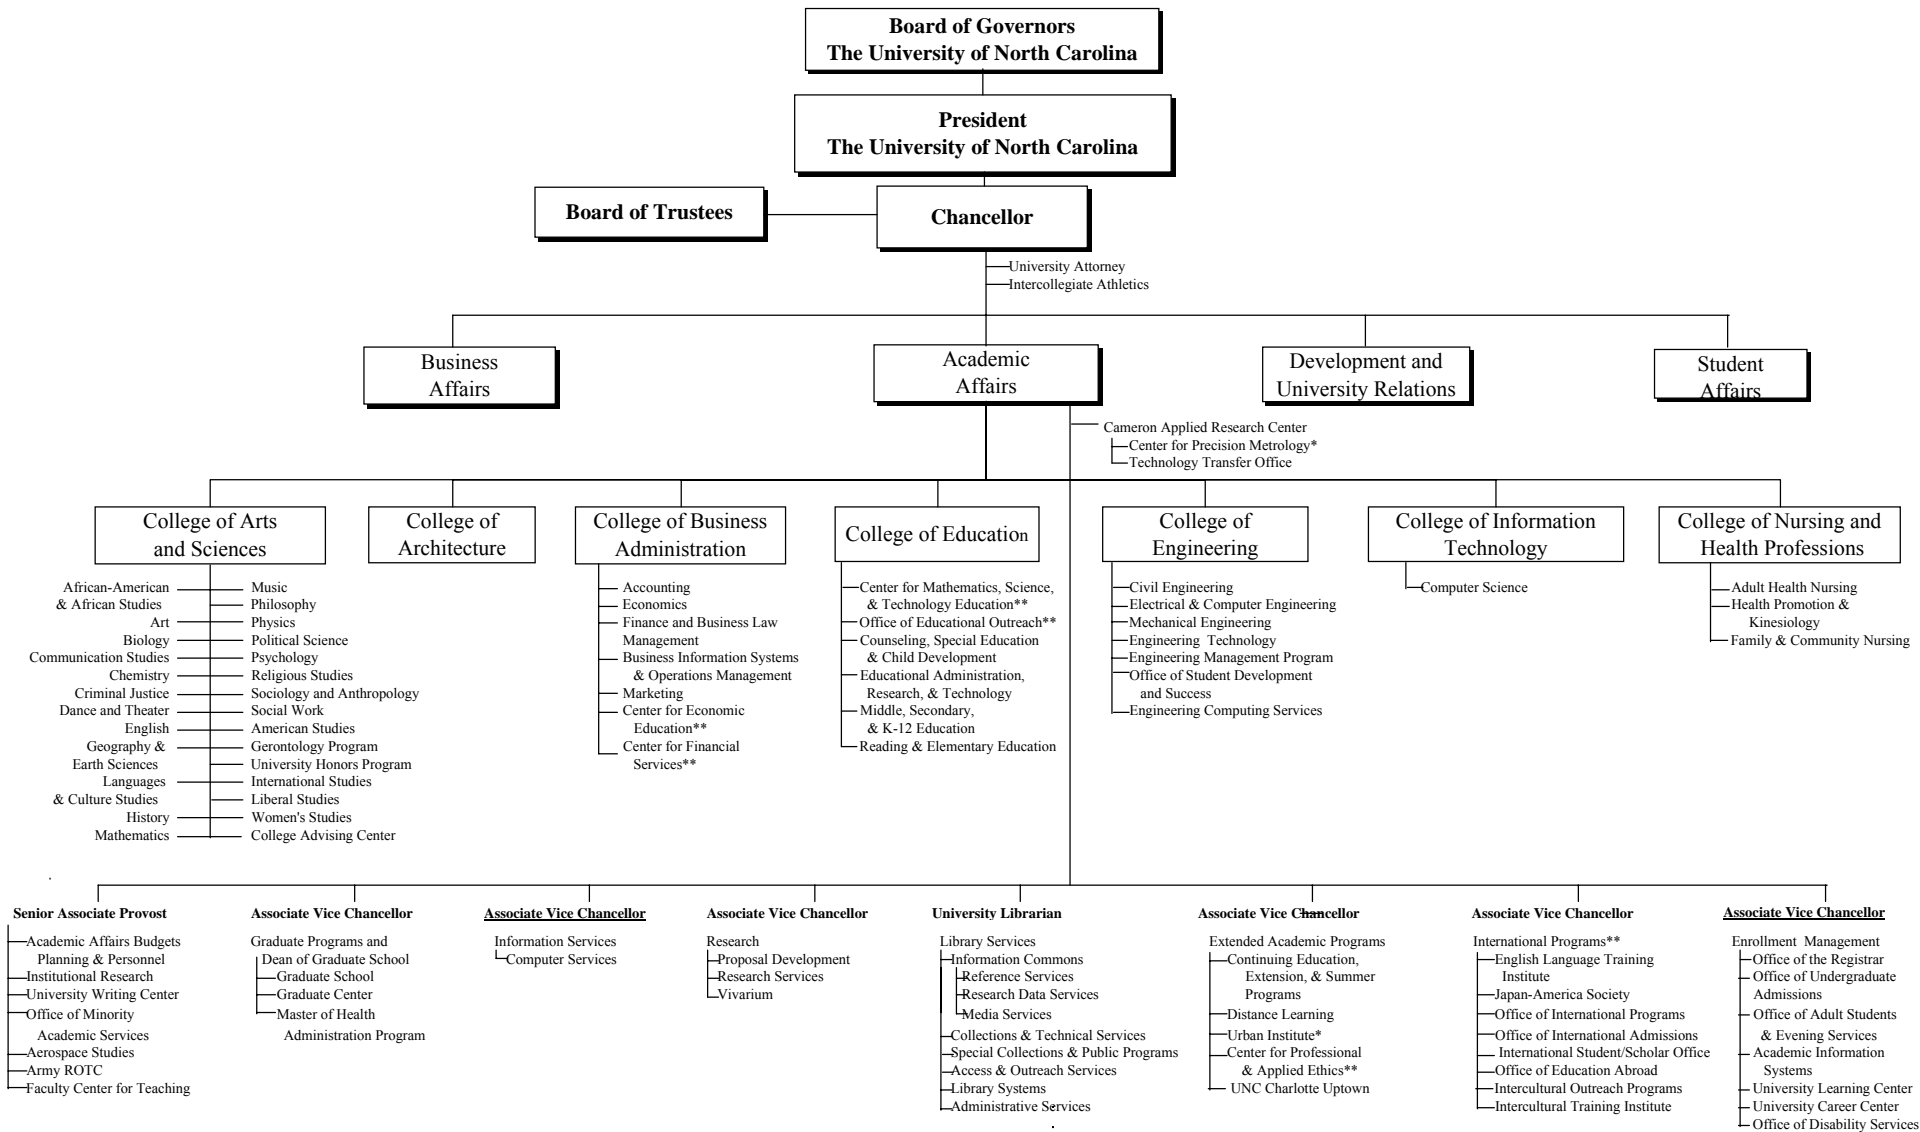 Board of Governors
The University of North Carolina
President
The University of North Carolina
Board of Trustees
Chancellor
University Attorney
Intercollegiate Athletics
Business
Affairs
Academic
Affairs
Development and
University Relations
Student
Affairs
Cameron Applied Research Center
Center for Precision Metrology*
Technology Transfer Office
College of Arts
and Sciences
African-American
& African Studies
Art
Biology
Communication Studies
Chemistry
Criminal Justice
Dance and Theater
English
Geography &
Earth Sciences
Languages
& Culture Studies
History
Mathematics
Music
Philosophy
Physics
Political Science
Psychology
Religious Studies
Sociology and Anthropology
Social Work
American Studies
Gerontology Program
University Honors Program
International Studies
Liberal Studies
Women's Studies
College Advising Center
College of
Architecture
College of Business
Administration
Accounting
Economics
Finance and Business Law
Management
Business Information Systems
& Operations Management
Marketing
Center for Economic
Education**
Center for Financial
Services**
College of Education
Center for Mathematics, Science,
& Technology Education**
Office of Educational Outreach**
Counseling, Special Education
& Child Development
Educational Administration,
Research, & Technology
Middle, Secondary,
& K-12 Education
Reading & Elementary Education
College of
Engineering
Civil Engineering
Electrical & Computer Engineering
Mechanical Engineering
Engineering Technology
Engineering Management Program
Office of Student Development
and Success
Engineering Computing Services
College of Information
Technology
Computer Science
College of Nursing and
Health Professions
Adult Health Nursing
Health Promotion &
Kinesiology
Family & Community Nursing
Senior Associate Provost
Academic Affairs Budgets
Planning & Personnel
Institutional Research
University Writing Center
Office of Minority
Academic Services
Aerospace Studies
Army ROTC
Faculty Center for Teaching
Associate Vice Chancellor
Graduate Programs and
Dean of Graduate School
Graduate School
Graduate Center
Master of Health
Administration Program
Associate Vice Chancellor
Information Services
Computer Services
Associate Vice Chancellor
Research
Proposal Development
Research Services
Vivarium
University Librarian
Library Services
Information Commons
Reference Services
Research Data Services
Media Services
Collections & Technical Services
Special Collections & Public Programs
Access & Outreach Services
Library Systems
Administrative Services
Associate Vice Chancellor
Extended Academic Programs
Continuing Education,
Extension, & Summer
Programs
Distance Learning
Urban Institute*
Center for Professional
& Applied Ethics**
UNC Charlotte Uptown
Associate Vice Chancellor
International Programs**
English Language Training
Institute
Japan-America Society
Office of International Programs
Office of International Admissions
International Student/Scholar Office
Office of Education Abroad
Intercultural Outreach Programs
Intercultural Training Institute
Associate Vice Chancellor
Enrollment Management
Office of the Registrar
Office of Undergraduate
Admissions
Office of Adult Students
& Evening Services
Academic Information
Systems
University Learning Center
University Career Center
Office of Disability Services